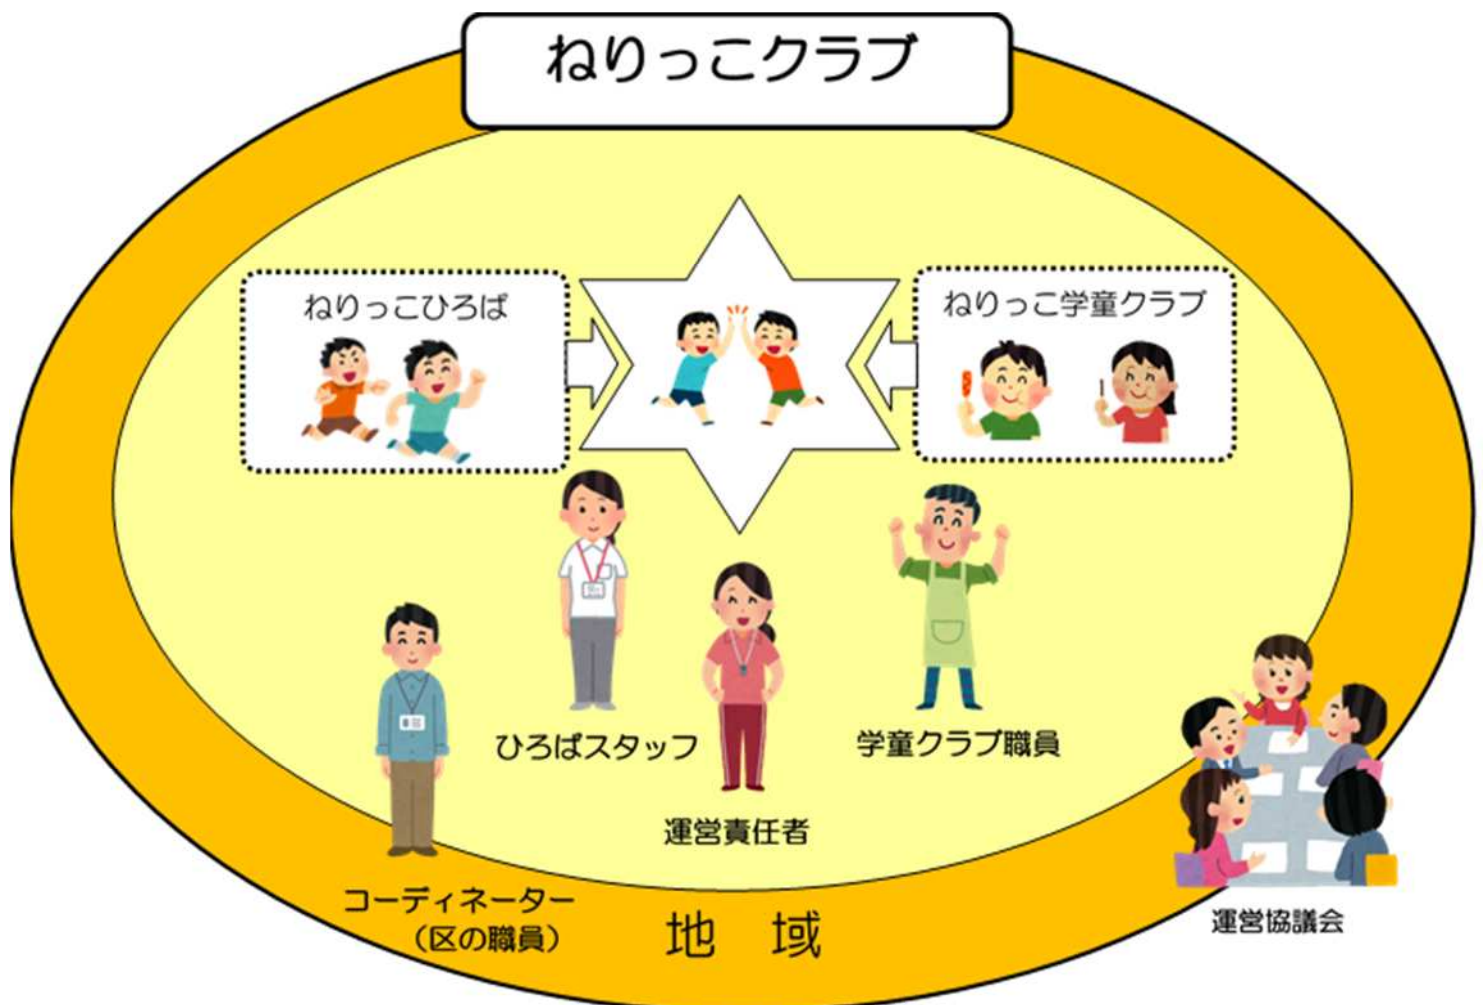 ねりっこクラブ
ねりっこひろば
ねりっこ学童クラブ
ひろばスタッフ
学童クラブ職員
運営責任者
コーディネーター
（区の職員）
地　域
運営協議会